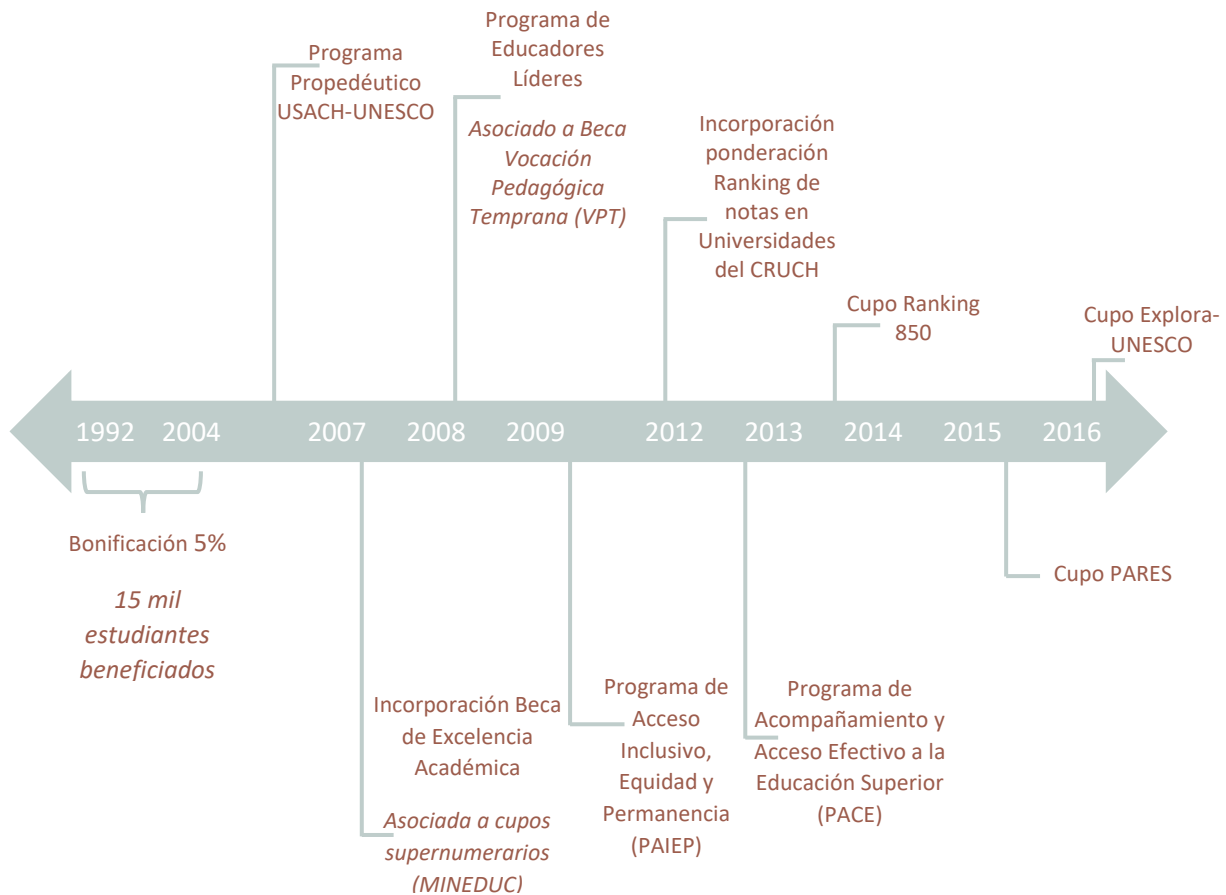 Programa
Propedéutico
USACH-UNESCO
Programa de
Educadores
Líderes
Asociado a Beca
Vocación
Pedagógica
Temprana (VPT)
Incorporación
ponderación
Ranking de
notas en
Universidades
del CRUCH
Cupo Ranking
850
Cupo Explora-
UNESCO
1992 2004 2007 2008 2009 2012 2013 2014 2015 2016
Bonificación 5%
15 mil
estudiantes
beneficiados
Incorporación Beca
de Excelencia
Académica
Asociada a cupos
supernumerarios
(MINEDUC)
Programa de
Acceso
Inclusivo,
Equidad y
Permanencia
(PAIEP)
Programa de
Acompañamiento y
Acceso Efectivo a la
Educación Superior
(PACE)
Cupo PARES